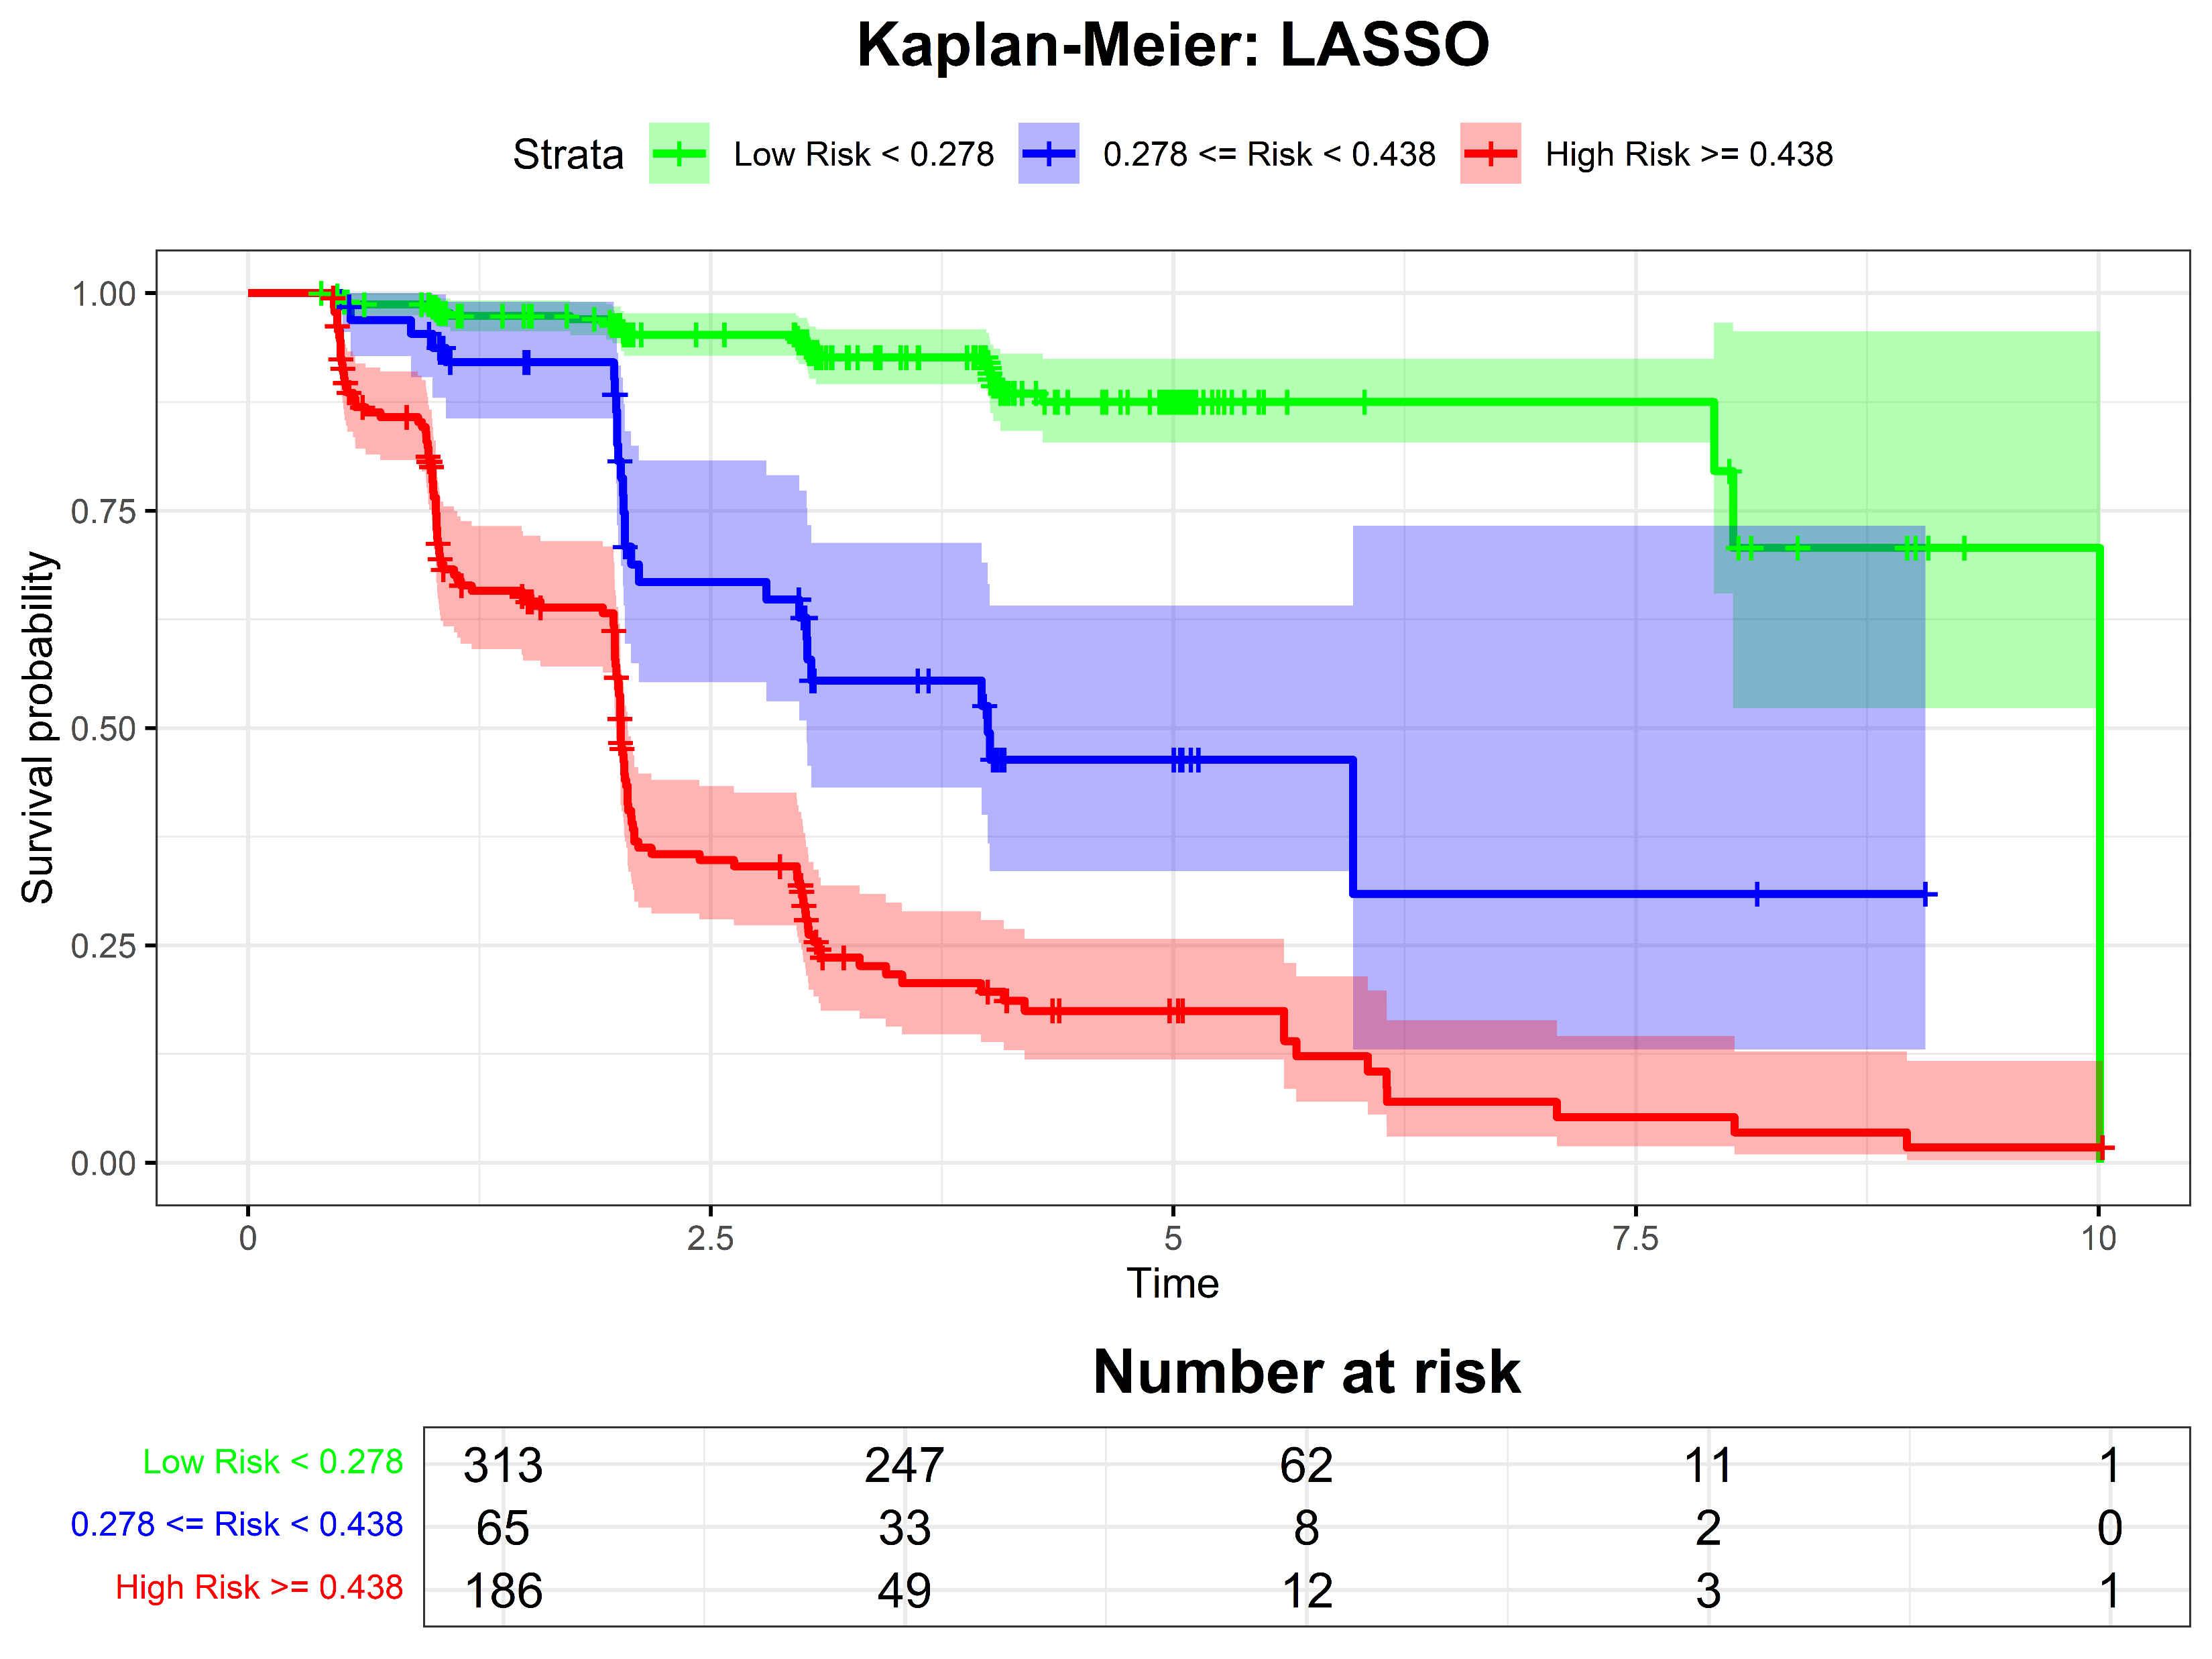 Kaplan-Meier: LASSO
Strata Low Risk < 0.278 0.278 <= Risk < 0.438 High Risk >= 0.438
1.00
0.75
0.50
0.25
0.00
Survival probability
0 2.5 5 7.5 10
Time
Number at risk
Low Risk < 0.278 313 247 62 11 1
0.278 <= Risk < 0.438 65 33 8 2 0
High Risk >= 0.438 186 49 12 3 1